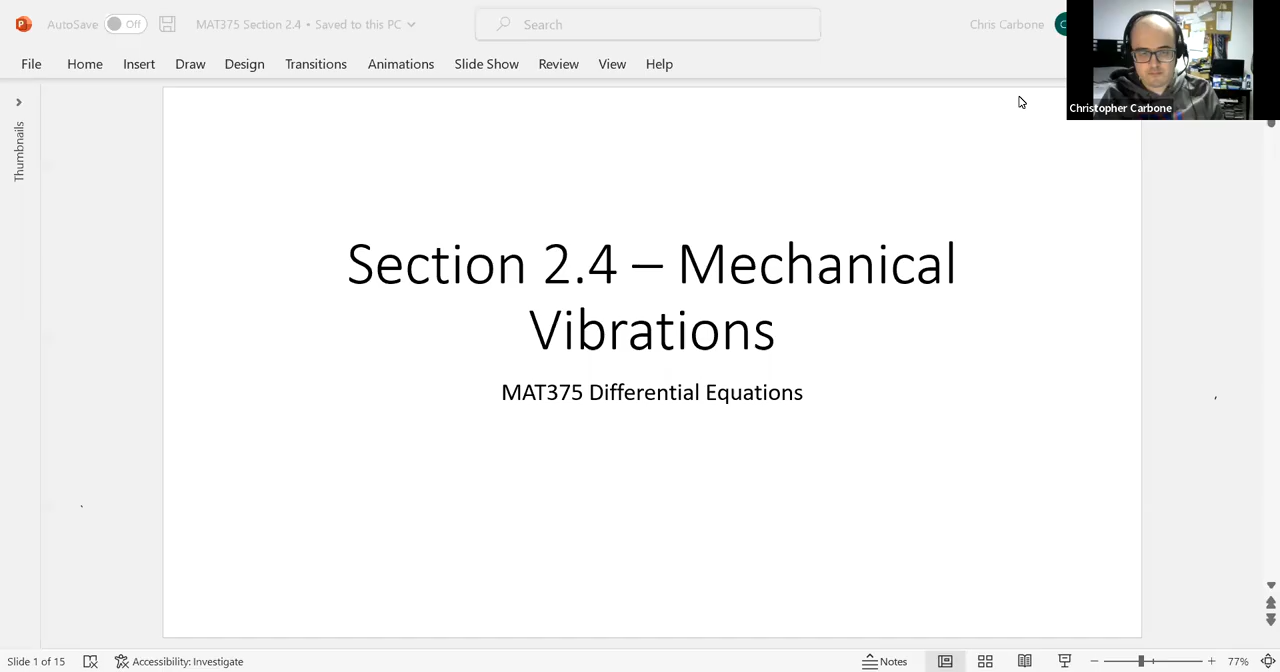 AutoSave Off MAT375 Section 2.4 • Saved to this PC Search Chris Carbone
File Home Insert Draw Design Transitions Animations Slide Show Review View Help
Christopher Carbone
Thumbnails
Section 2.4 – Mechanical
Vibrations
MAT375 Differential Equations
Slide 1 of 15 Accessibility: Investigate Notes 77%